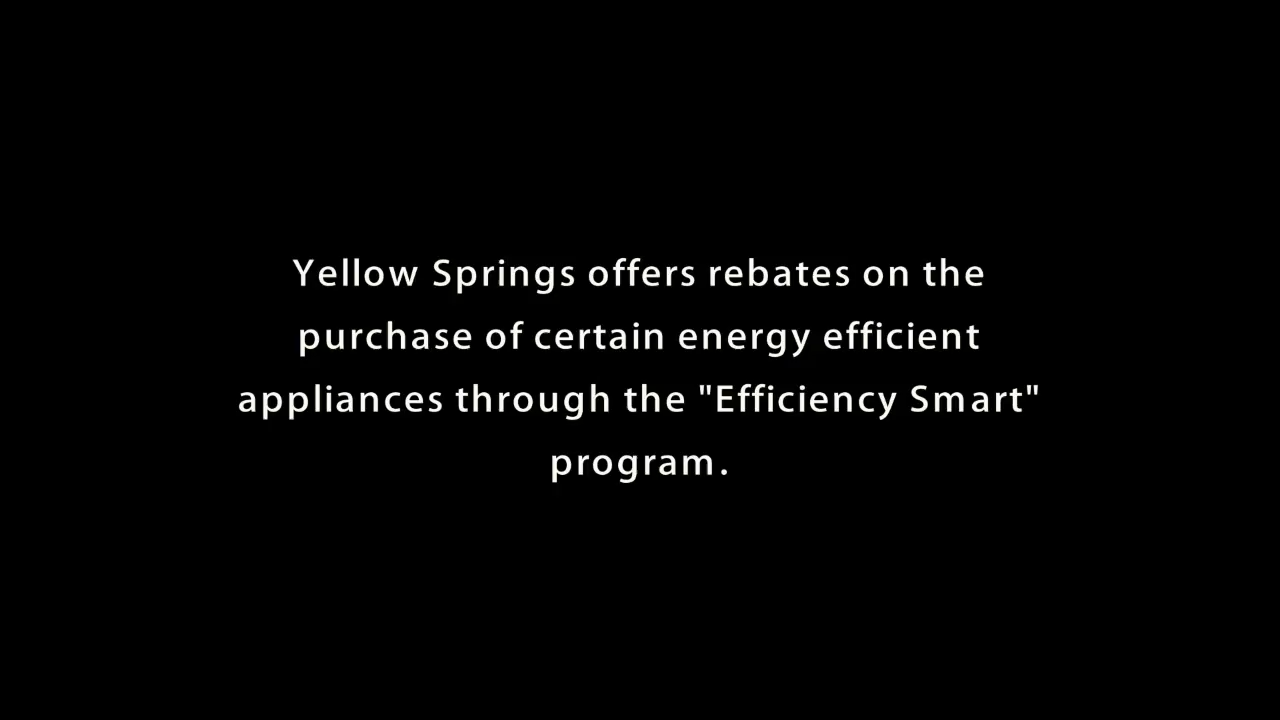 Yellow Springs offers rebates on the
purchase of certain energy efficient
appliances through the "Efficiency Smart"
program.